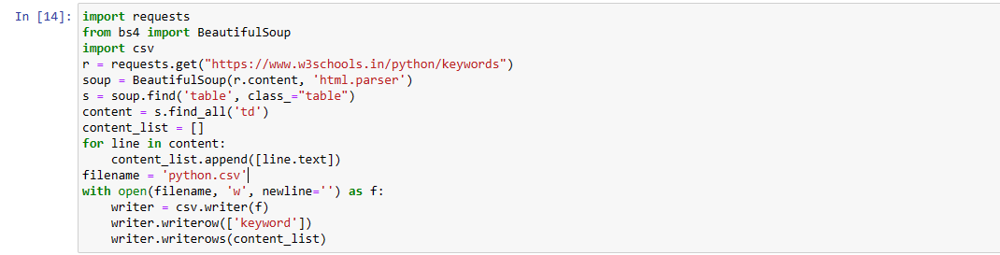 In [14]: import requests
from bs4 import BeautifulSoup
import csv
r = requests.get("https://www.w3schools.in/python/keywords")
soup = BeautifulSoup(r.content, 'html.parser')
s = soup.find('table', class_="table")
content = s.find_all('td')
content_list = []
for line in content:
    content_list.append([line.text])
filename = 'python.csv'
with open(filename, 'w', newline='') as f:
    writer = csv.writer(f)
    writer.writerow(['keyword'])
    writer.writerows(content_list)